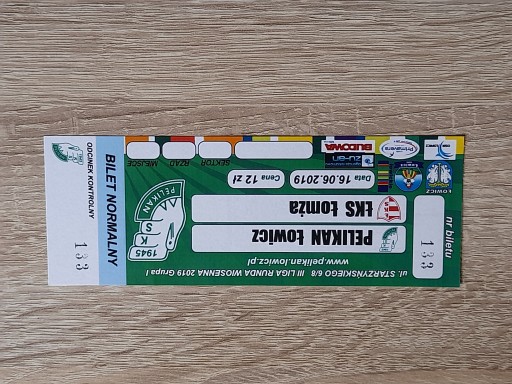 ul. STARZYŃSKIEGO 6/8 III LIGA RUNDA WIOSENNA 2019 Grupa I
www.pelikan.lowicz.pl
PELIKAN Łowicz
ŁKS Łomża
Data 16.06.2019
Cena 12 zł
SEKTOR
RZĄD
MIEJSCE
nr biletu
133
ŁOWICZ
BUDOWA
PELIKAN
1945
K S
BILET NORMALNY
ODCINEK KONTROLNY
133